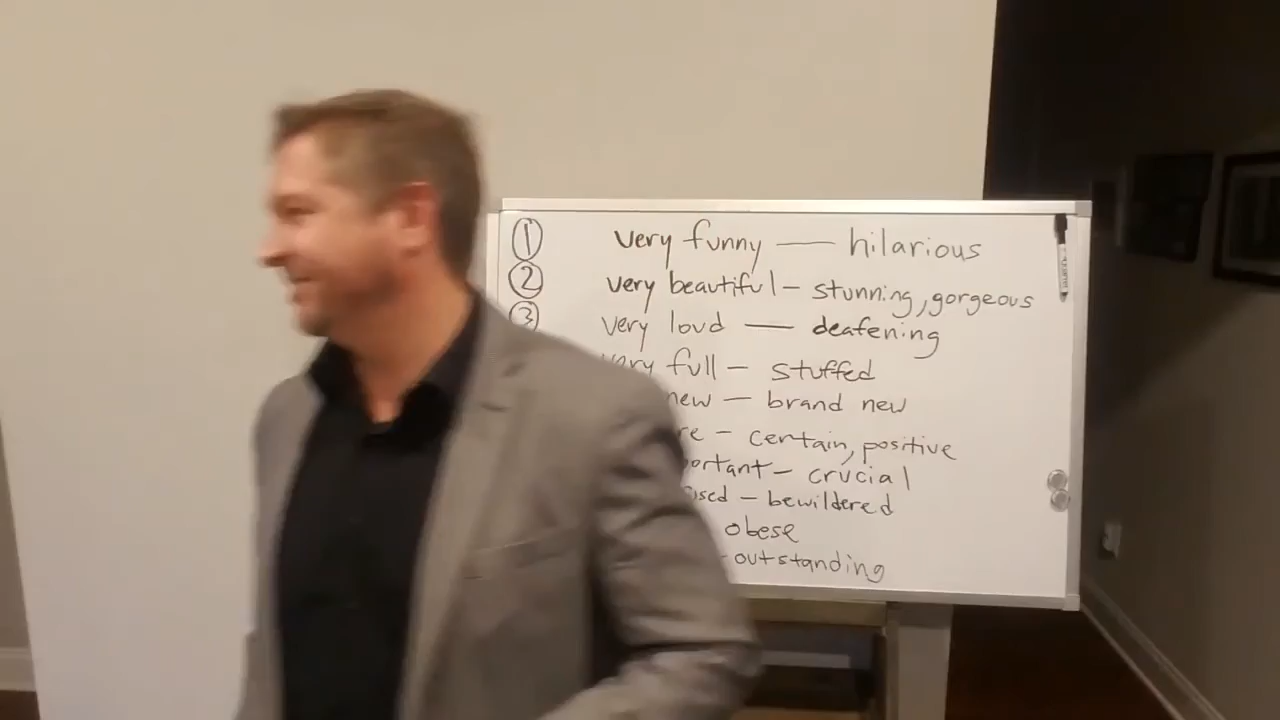 ① very funny — hilarious
② very beautiful - stunning, gorgeous
③ very loud — deafening
very full - stuffed
new - brand new
- certain, positive
- crucial
- bewildered
obese
- outstanding